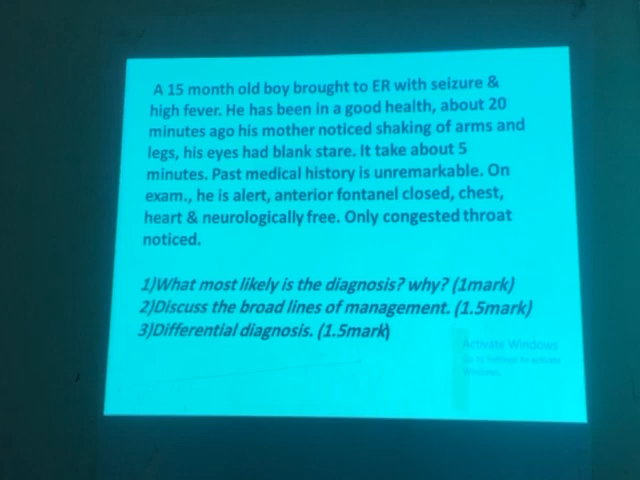 A 15 month old boy brought to ER with seizure &
high fever. He has been in a good health, about 20
minutes ago his mother noticed shaking of arms and
legs, his eyes had blank stare. It take about 5
minutes. Past medical history is unremarkable. On
exam., he is alert, anterior fontanel closed, chest,
heart & neurologically free. Only congested throat
noticed.
1)What most likely is the diagnosis? why? (1mark)
2)Discuss the broad lines of management. (1.5mark)
3)Differential diagnosis. (1.5mark)
Activate Windows
Go to Settings to activate
Windows.